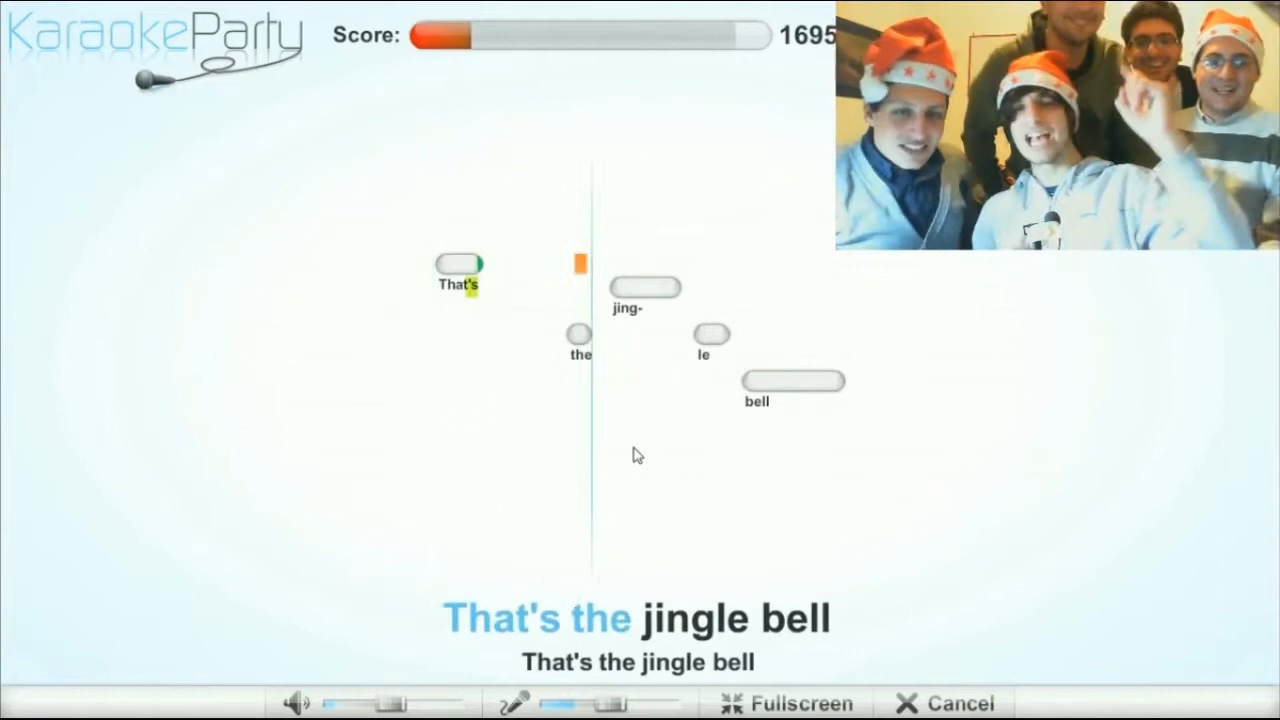 KaraokeParty
Score: 1695
That's
jing-
the
le
bell
That's the jingle bell
That's the jingle bell
Fullscreen
Cancel